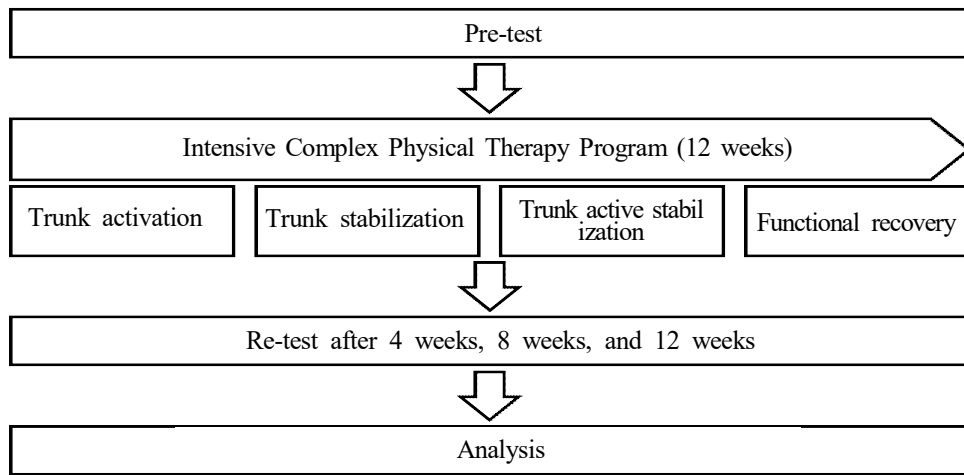 Pre-test
Intensive Complex Physical Therapy Program (12 weeks)
Trunk activation
Trunk stabilization
Trunk active stabil
ization
Functional recovery
Re-test after 4 weeks, 8 weeks, and 12 weeks
Analysis